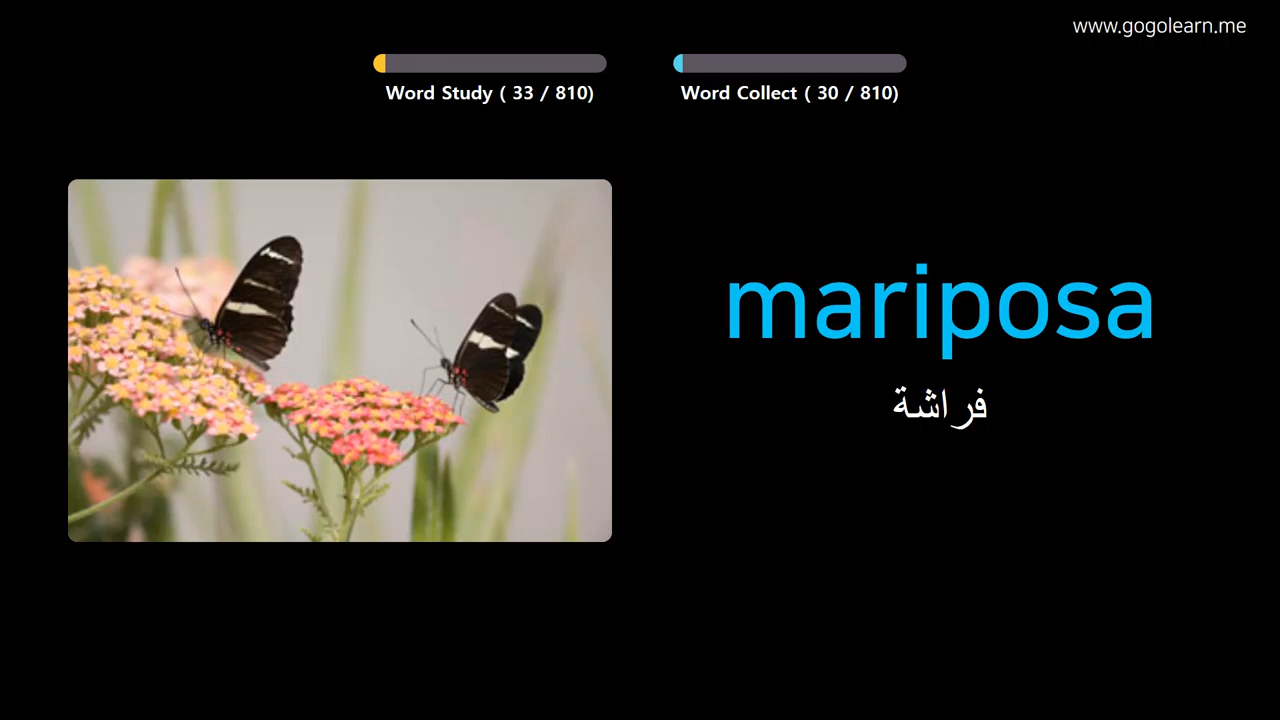 www.gogolearn.me
Word Study ( 33 / 810)
Word Collect ( 30 / 810)
mariposa
فراشة